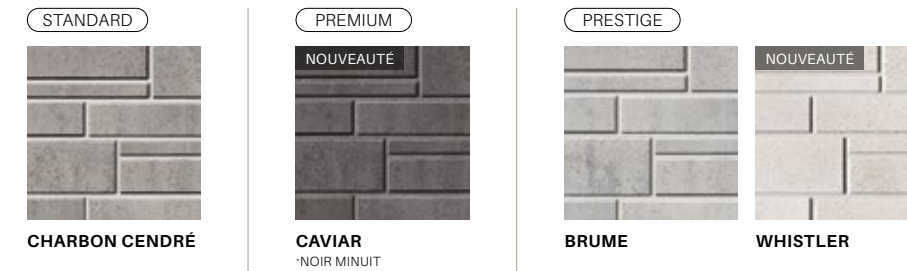 STANDARD
PREMIUM
PRESTIGE
NOUVEAUTÉ
NOUVEAUTÉ
CHARBON CENDRÉ
CAVIAR
*NOIR MINUIT
BRUME
WHISTLER